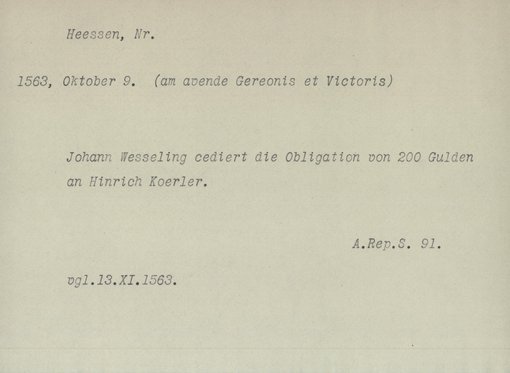 Heessen, Nr.
1563, Oktober 9. (am avende Gereonis et Victoris)
Johann Wesseling cediert die Obligation von 200 Gulden
an Hinrich Koerler.
A.Rep.S. 91.
vgl.13.XI.1563.